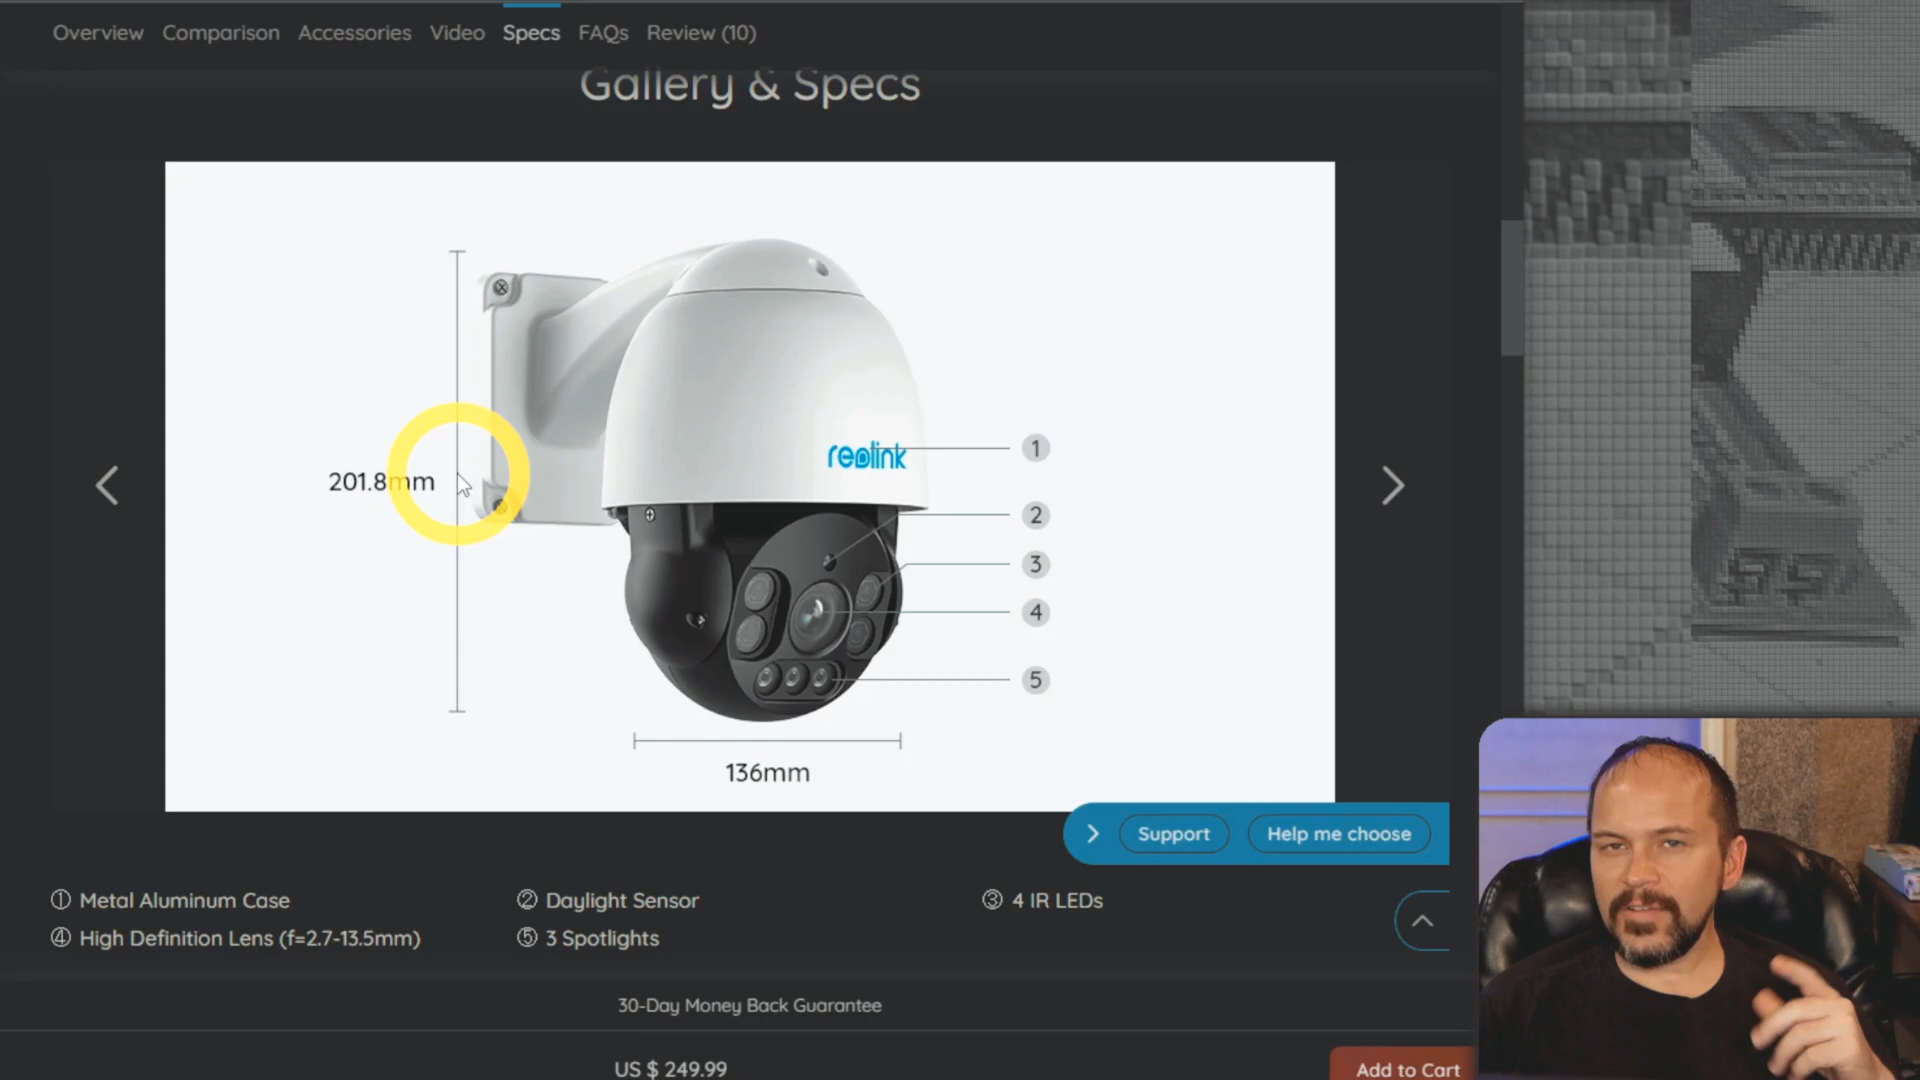 Overview Comparison Accessories Video Specs FAQs Review (10)
Gallery & Specs
reolink
1
201.8mm
2
3
4
5
136mm
Support Help me choose
① Metal Aluminum Case ② Daylight Sensor ③ 4 IR LEDs
④ High Definition Lens (f=2.7-13.5mm) ⑤ 3 Spotlights
30-Day Money Back Guarantee
US $ 249.99 Add to Cart